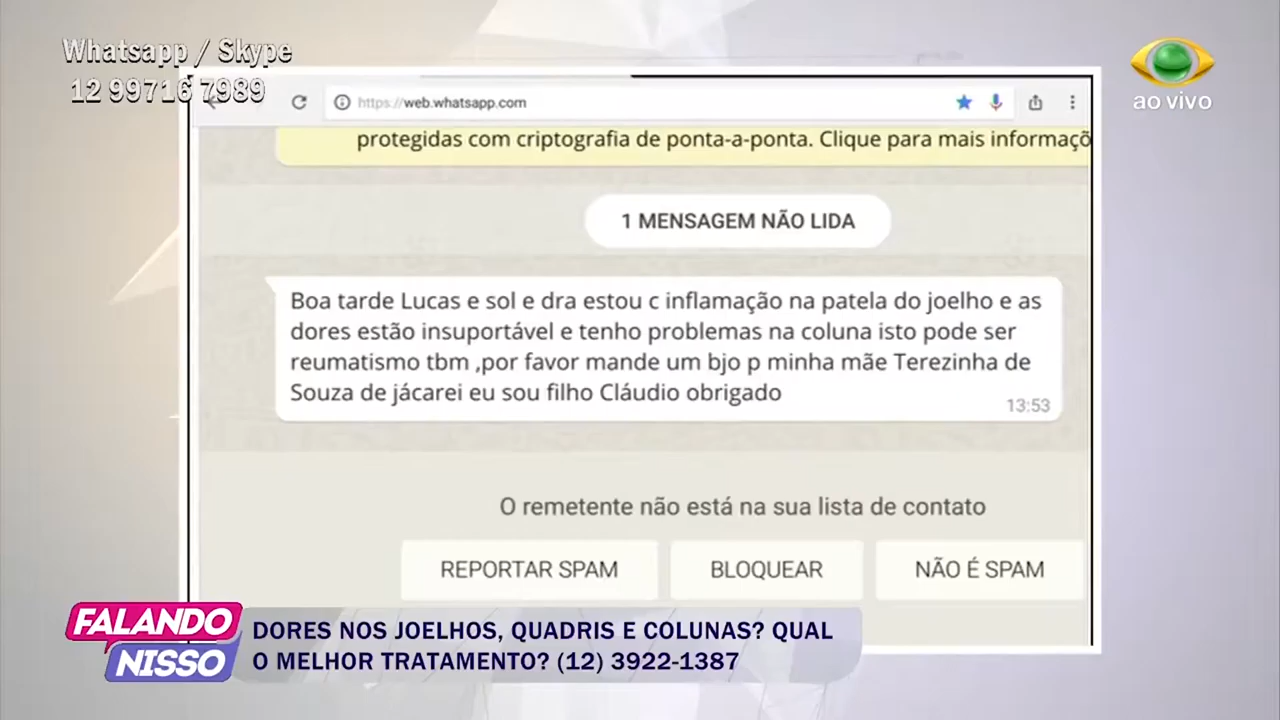 Whatsapp / Skype
12 99716 7989
ao vivo
https://web.whatsapp.com
protegidas com criptografia de ponta-a-ponta. Clique para mais informaçõ
1 MENSAGEM NÃO LIDA
Boa tarde Lucas e sol e dra estou c inflamação na patela do joelho e as
dores estão insuportável e tenho problemas na coluna isto pode ser
reumatismo tbm ,por favor mande um bjo p minha mãe Terezinha de
Souza de jácarei eu sou filho Cláudio obrigado
13:53
O remetente não está na sua lista de contato
REPORTAR SPAM
BLOQUEAR
NÃO É SPAM
FALANDO
NISSO
DORES NOS JOELHOS, QUADRIS E COLUNAS? QUAL
O MELHOR TRATAMENTO? (12) 3922-1387